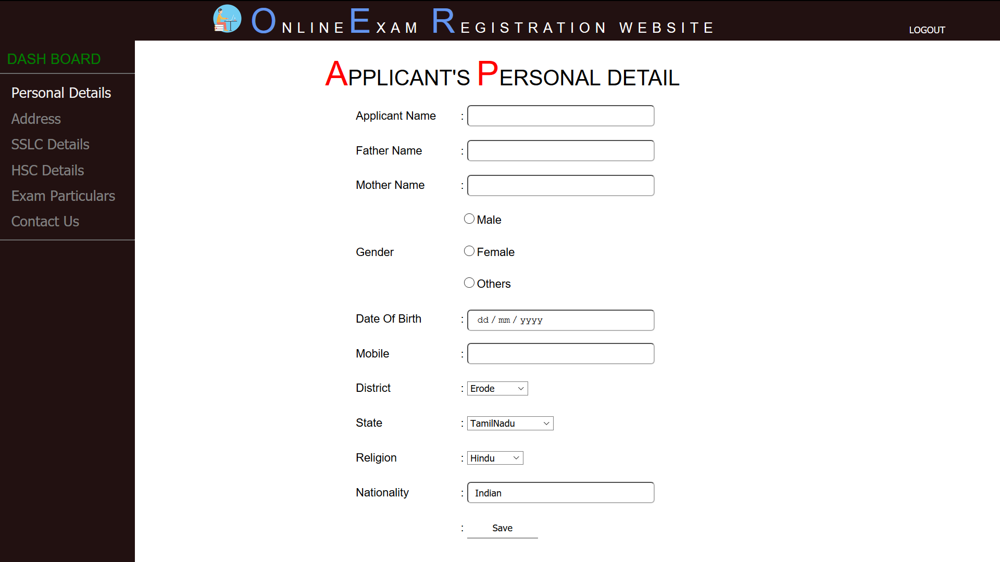 ONLINE EXAM REGISTRATION WEBSITE
LOGOUT
DASH BOARD
Personal Details
Address
SSLC Details
HSC Details
Exam Particulars
Contact Us
APPLICANT'S PERSONAL DETAIL
Applicant Name :
Father Name :
Mother Name :
Male
Gender Female
Others
Date Of Birth : dd / mm / yyyy
Mobile :
District : Erode
State : TamilNadu
Religion : Hindu
Nationality : Indian
: Save